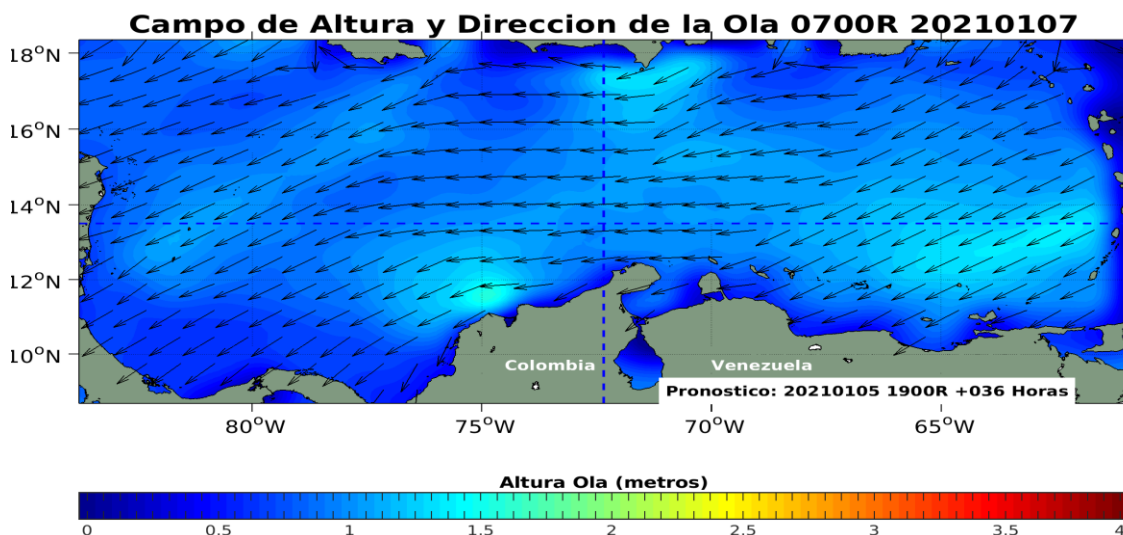 Campo de Altura y Direccion de la Ola 0700R 20210107
18°N
16°N
14°N
12°N
10°N
Colombia
Venezuela
Pronostico: 20210105 1900R +036 Horas
80°W
75°W
70°W
65°W
Altura Ola (metros)
0
0.5
1
1.5
2
2.5
3
3.5
4